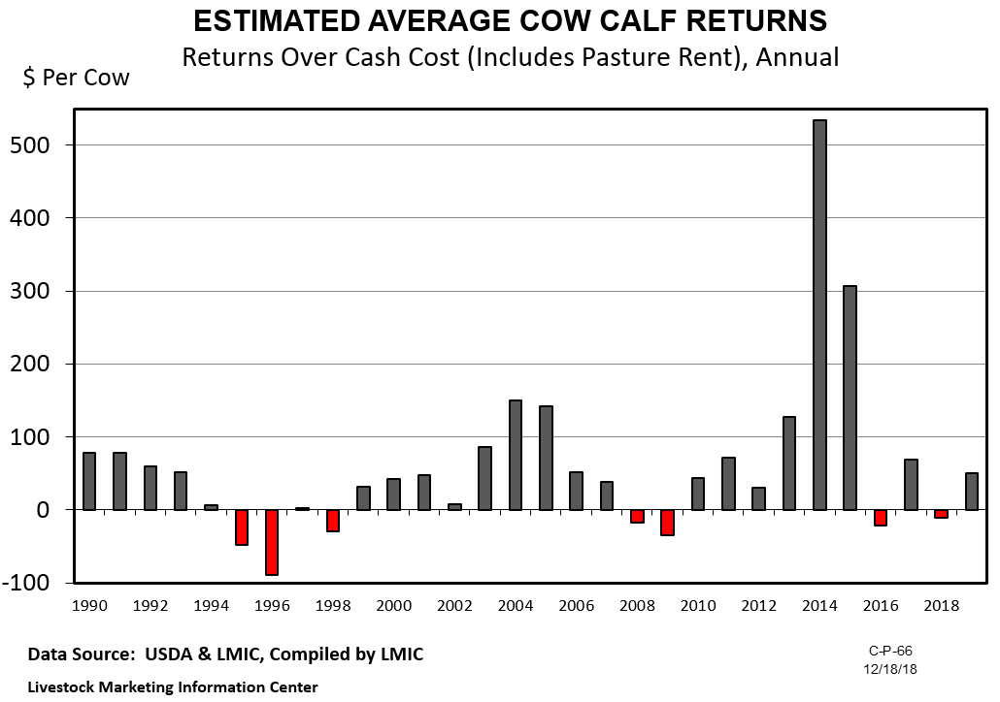 ESTIMATED AVERAGE COW CALF RETURNS
Returns Over Cash Cost (Includes Pasture Rent), Annual
$ Per Cow
500
400
300
200
100
0
-100
1990 1992 1994 1996 1998 2000 2002 2004 2006 2008 2010 2012 2014 2016 2018
Data Source: USDA & LMIC, Compiled by LMIC
C-P-66
12/18/18
Livestock Marketing Information Center